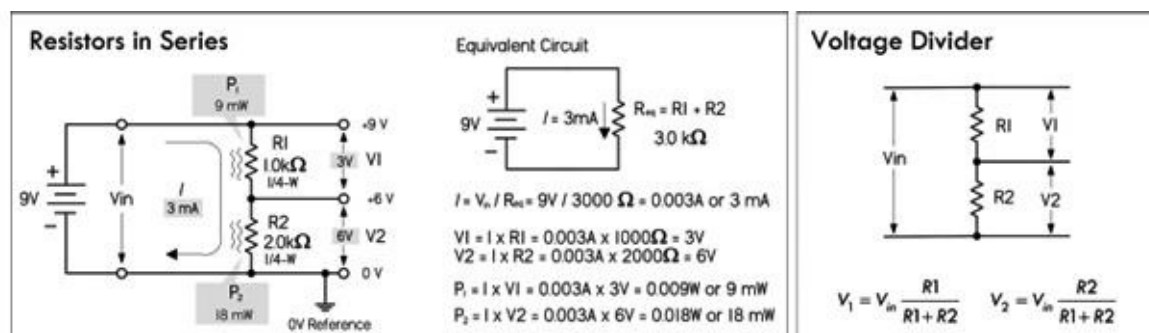 Resistors in Series
P₁
9 mW
+9 V
R1
1.0kΩ
1/4-W
3V V1
9V
+
−
Vin
I
3 mA
+6 V
R2
2.0kΩ
1/4-W
6V V2
0 V
P₂
18 mW
0V Reference
Equivalent Circuit
+
9V
−
I = 3mA
Req = R1 + R2
3.0 kΩ
I = Vin / Req = 9V / 3000 Ω = 0.003A or 3 mA
V1 = I x R1 = 0.003A x 1000Ω = 3V
V2 = I x R2 = 0.003A x 2000Ω = 6V
P₁ = I x V1 = 0.003A x 3V = 0.009W or 9 mW
P₂ = I x V2 = 0.003A x 6V = 0.018W or 18 mW
Voltage Divider
Vin
R1
V1
R2
V2
V₁ = Vin R1 / R1+R2
V₂ = Vin R2 / R1+R2